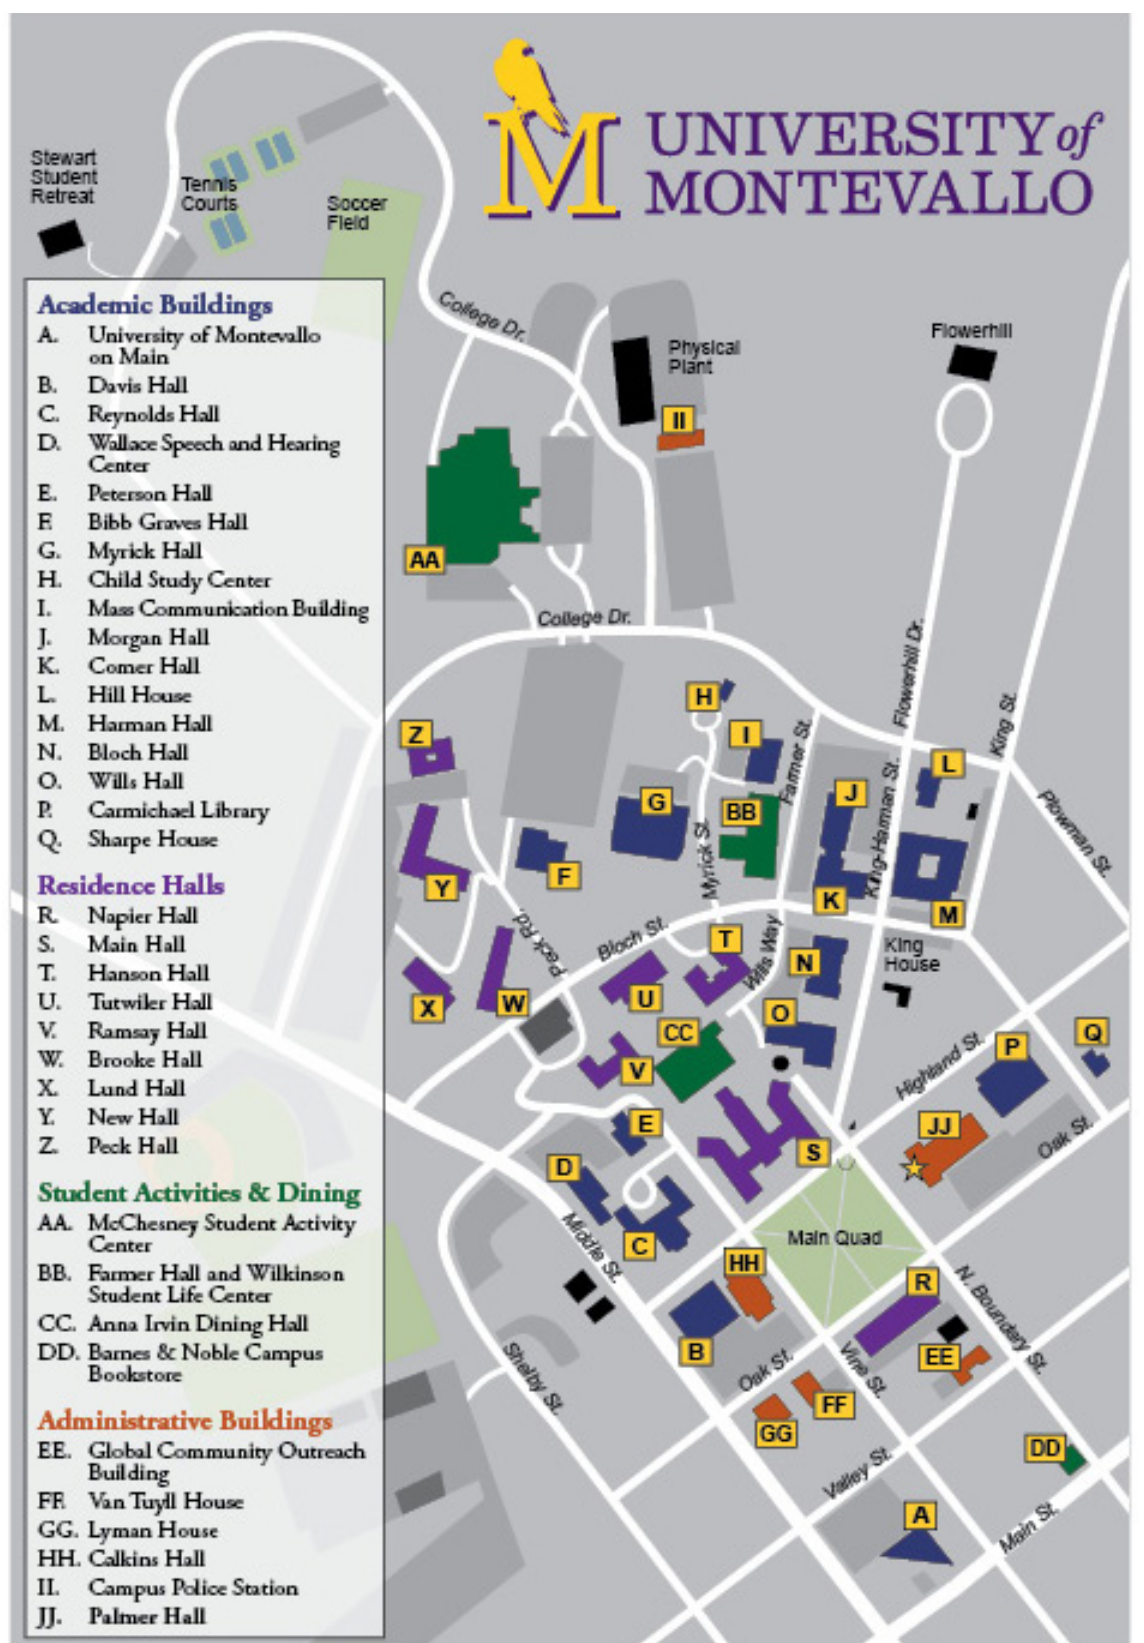 M
UNIVERSITY of
MONTEVALLO
Stewart
Student
Retreat
Tennis
Courts
Soccer
Field
College Dr.
Physical
Plant
Flowerhill
II
AA
College Dr.
Flowerhill Dr.
King St.
Plowman St.
Academic Buildings
A. University of Montevallo
on Main
B. Davis Hall
C. Reynolds Hall
D. Wallace Speech and Hearing
Center
E. Peterson Hall
F. Bibb Graves Hall
G. Myrick Hall
H. Child Study Center
I. Mass Communication Building
J. Morgan Hall
K. Comer Hall
L. Hill House
M. Harman Hall
N. Bloch Hall
O. Wills Hall
P. Carmichael Library
Q. Sharpe House
Residence Halls
R. Napier Hall
S. Main Hall
T. Hanson Hall
U. Tutwiler Hall
V. Ramsay Hall
W. Brooke Hall
X. Lund Hall
Y. New Hall
Z. Peck Hall
Student Activities & Dining
AA. McChesney Student Activity
Center
BB. Farmer Hall and Wilkinson
Student Life Center
CC. Anna Irvin Dining Hall
DD. Barnes & Noble Campus
Bookstore
Administrative Buildings
EE. Global Community Outreach
Building
FF. Van Tuyll House
GG. Lyman House
HH. Calkins Hall
II. Campus Police Station
JJ. Palmer Hall
H
Z
I
L
Farmer St.
King-Harman St.
G
BB
J
Myrick St.
Y
F
K
M
Peck Rd.
Bloch St.
T
Wills Way
N
King
House
X
W
U
O
CC
V
Highland St.
P
Q
E
S
JJ
Oak St.
D
C
Middle St.
Main Quad
HH
R
N. Boundary St.
B
Oak St.
Vine St.
EE
Shelby St.
FF
GG
DD
Valley St.
A
Main St.